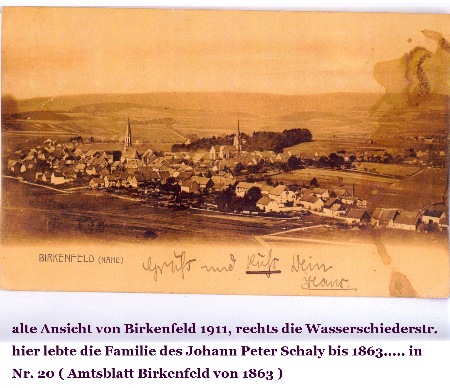 BIRKENFELD (NAHE)
Gruß und Kuß Dein
Hans.
alte Ansicht von Birkenfeld 1911, rechts die Wasserschiederstr.
hier lebte die Familie des Johann Peter Schaly bis 1863..... in
Nr. 20 ( Amtsblatt Birkenfeld von 1863 )